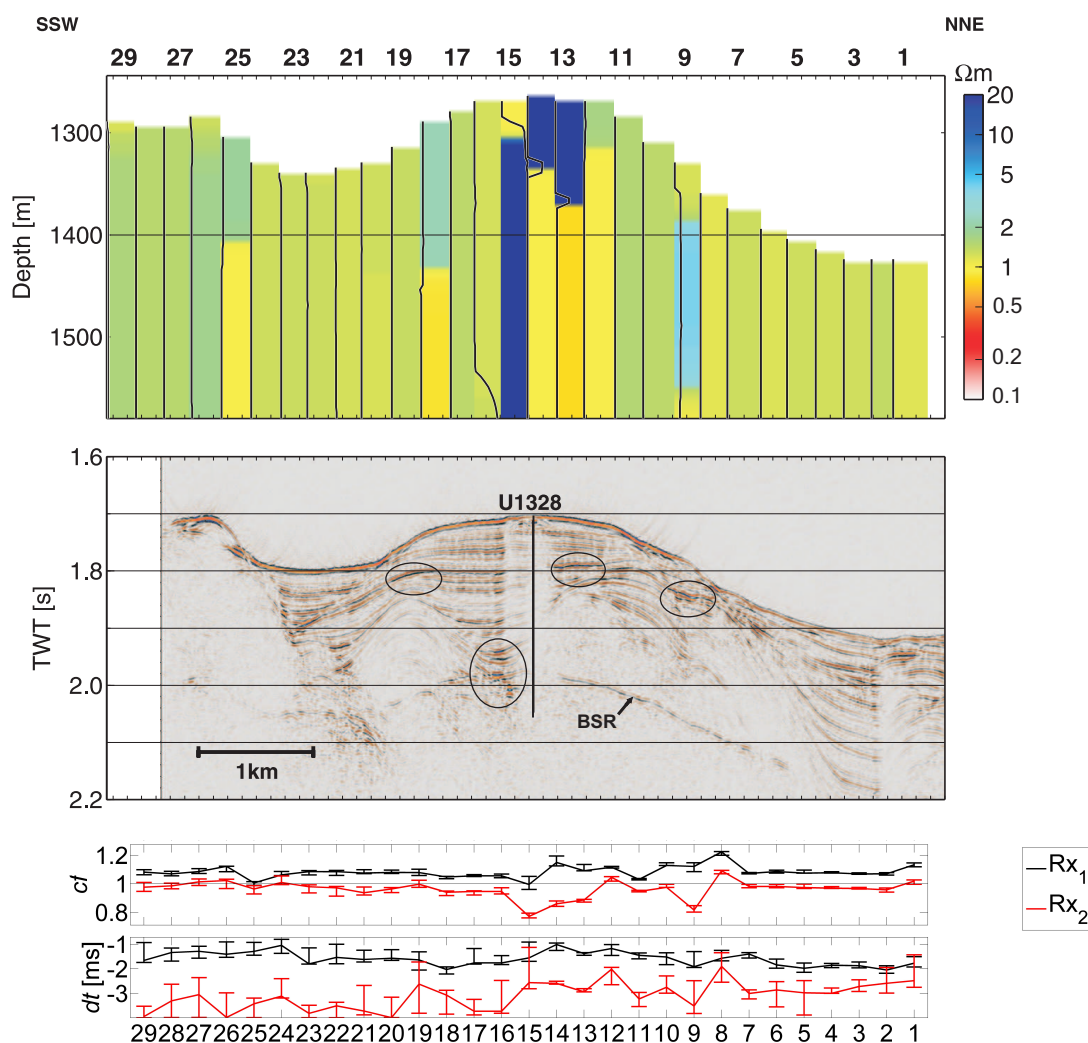 SSW NNE
29 27 25 23 21 19 17 15 13 11 9 7 5 3 1
Ωm
Depth [m]
1300
1400
1500
20
10
5
2
1
0.5
0.2
0.1
TWT [s]
1.6
1.8
2.0
2.2
U1328
BSR
1km
cf
1.2
1
0.8
Rx1
Rx2
dt [ms]
-1
-2
-3
29 28 27 26 25 24 23 22 21 20 19 18 17 16 15 14 13 12 11 10 9 8 7 6 5 4 3 2 1